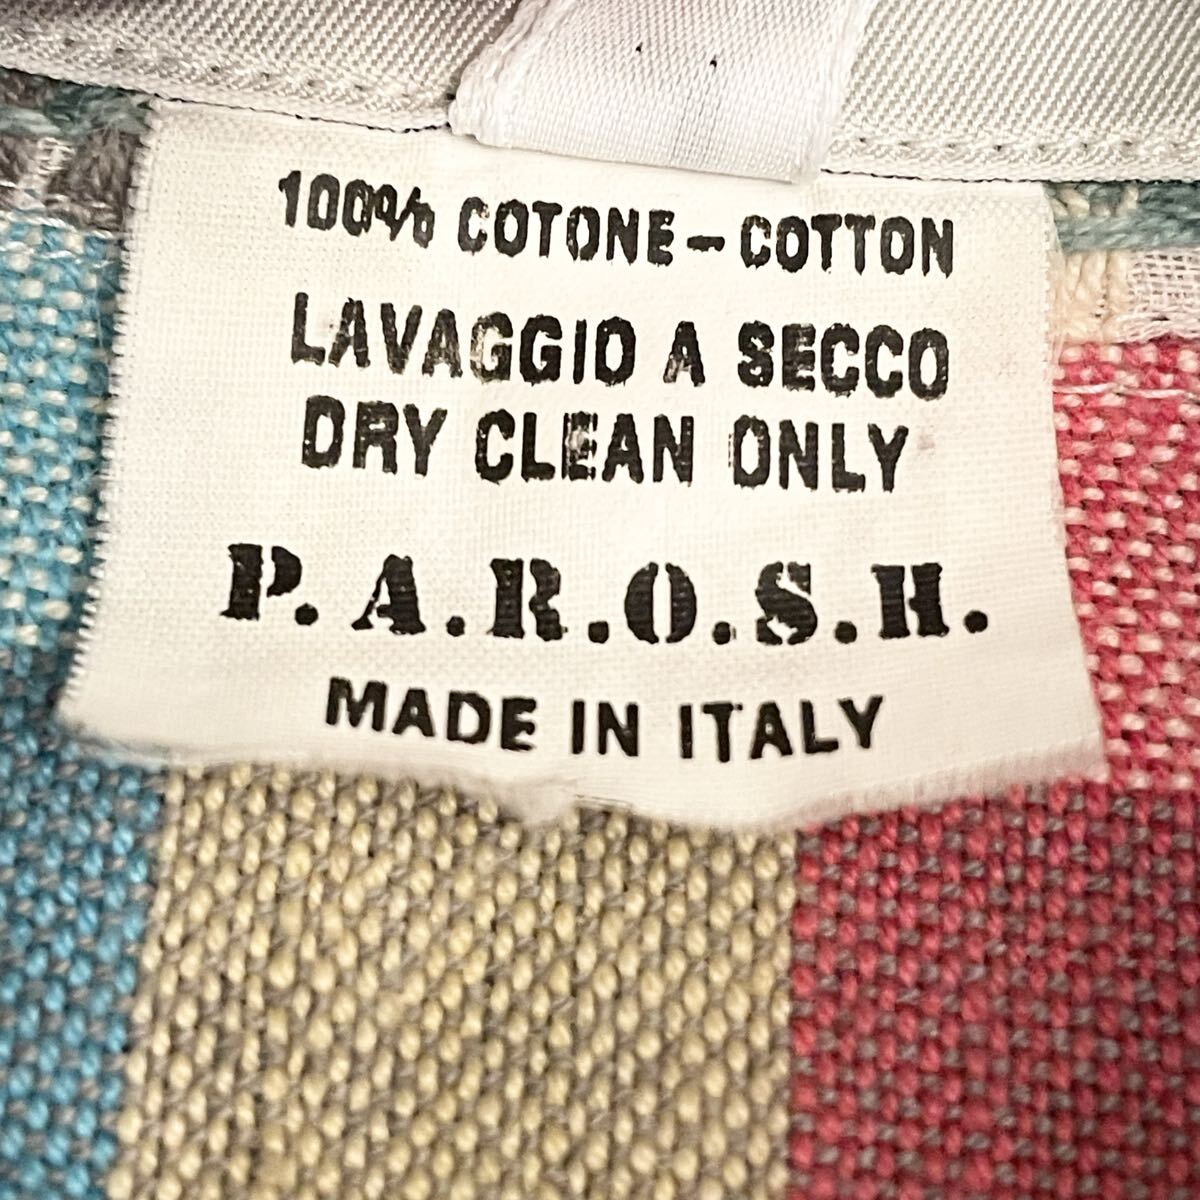 100% COTONE - COTTON
LAVAGGIO A SECCO
DRY CLEAN ONLY
P.A.R.O.S.H.
MADE IN ITALY